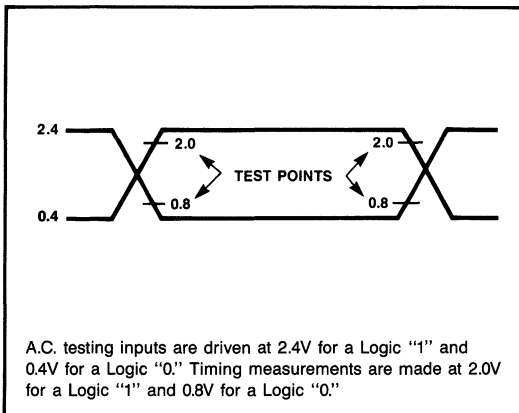 2.4
2.0
2.0
TEST POINTS
0.8
0.8
0.4
A.C. testing inputs are driven at 2.4V for a Logic “1” and
0.4V for a Logic “0.” Timing measurements are made at 2.0V
for a Logic “1” and 0.8V for a Logic “0.”